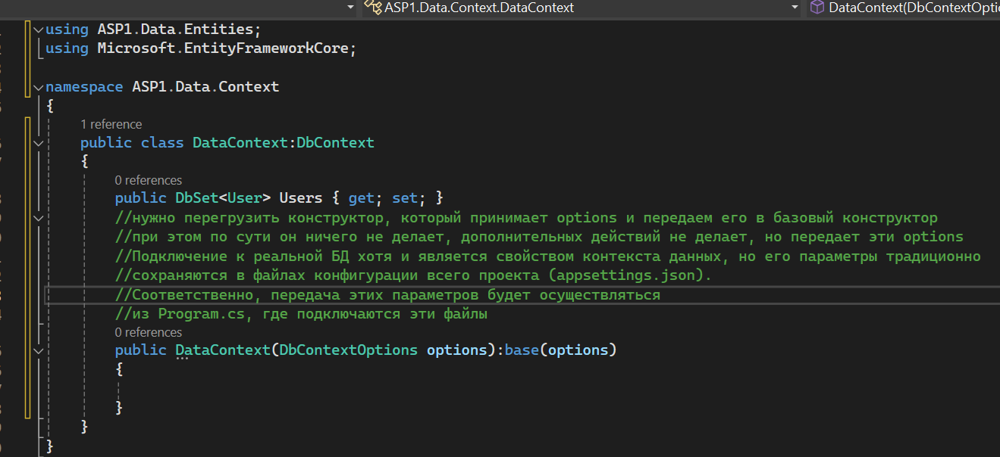 ASP1.Data.Context.DataContext
DataContext(DbContextOpti
using ASP1.Data.Entities;
using Microsoft.EntityFrameworkCore;
namespace ASP1.Data.Context
{
1 reference
public class DataContext:DbContext
{
0 references
public DbSet<User> Users { get; set; }
//нужно перегрузить конструктор, который принимает options и передаем его в базовый конструктор
//при этом по сути он ничего не делает, дополнительных действий не делает, но передает эти options
//Подключение к реальной БД хотя и является свойством контекста данных, но его параметры традиционно
//сохраняются в файлах конфигурации всего проекта (appsettings.json).
//Соответственно, передача этих параметров будет осуществляться
//из Program.cs, где подключаются эти файлы
0 references
public DataContext(DbContextOptions options):base(options)
{
}
}
}